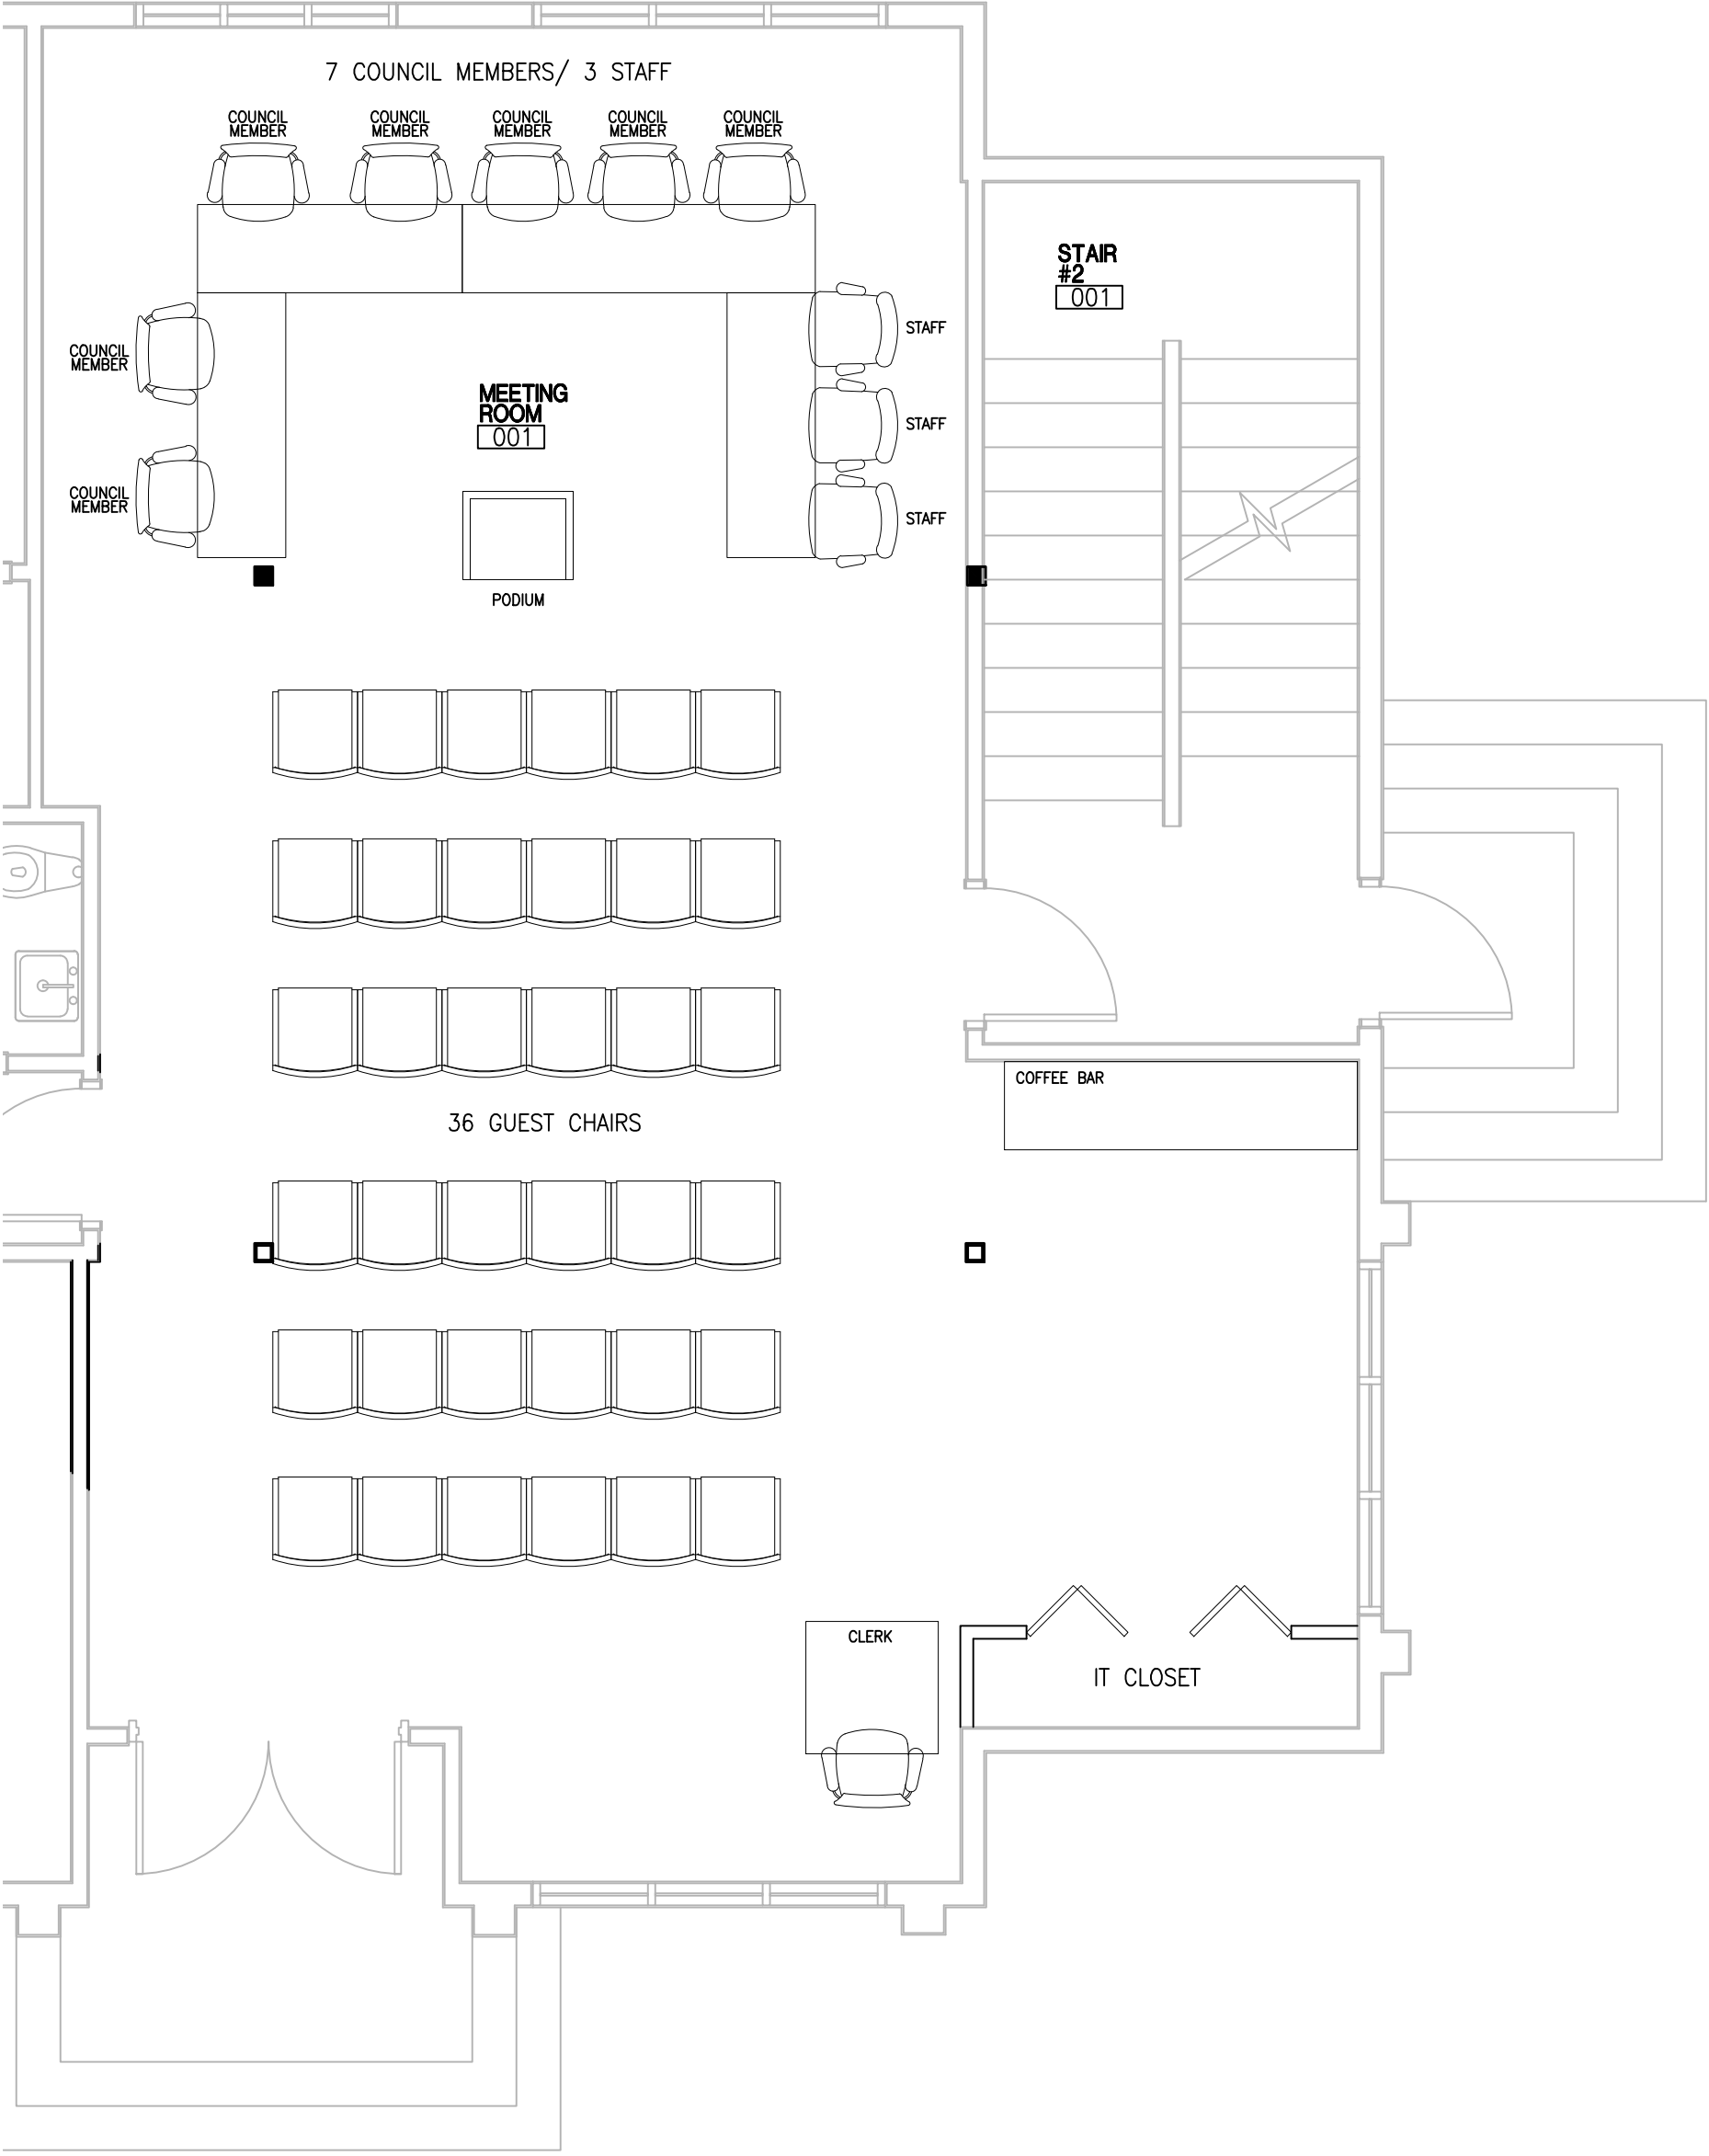 7 COUNCIL MEMBERS/ 3 STAFF
COUNCIL
MEMBER
COUNCIL
MEMBER
COUNCIL
MEMBER
COUNCIL
MEMBER
COUNCIL
MEMBER
STAIR
#2
001
STAFF
COUNCIL
MEMBER
MEETING
ROOM
001
STAFF
COUNCIL
MEMBER
STAFF
PODIUM
COFFEE BAR
36 GUEST CHAIRS
CLERK
IT CLOSET